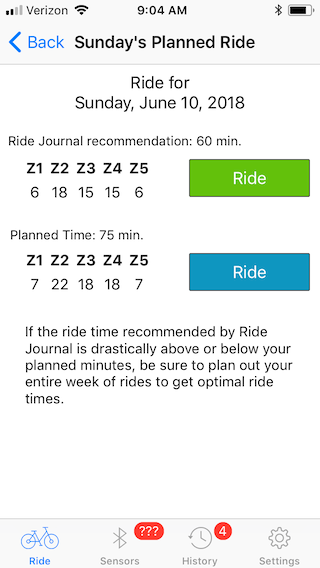 Verizon 9:04 AM
Back Sunday's Planned Ride
Ride for
Sunday, June 10, 2018
Ride Journal recommendation: 60 min.
Z1 Z2 Z3 Z4 Z5
6 18 15 15 6
Ride
Planned Time: 75 min.
Z1 Z2 Z3 Z4 Z5
7 22 18 18 7
Ride
If the ride time recommended by Ride
Journal is drastically above or below your
planned minutes, be sure to plan out your
entire week of rides to get optimal ride
times.
??? 4
Ride Sensors History Settings